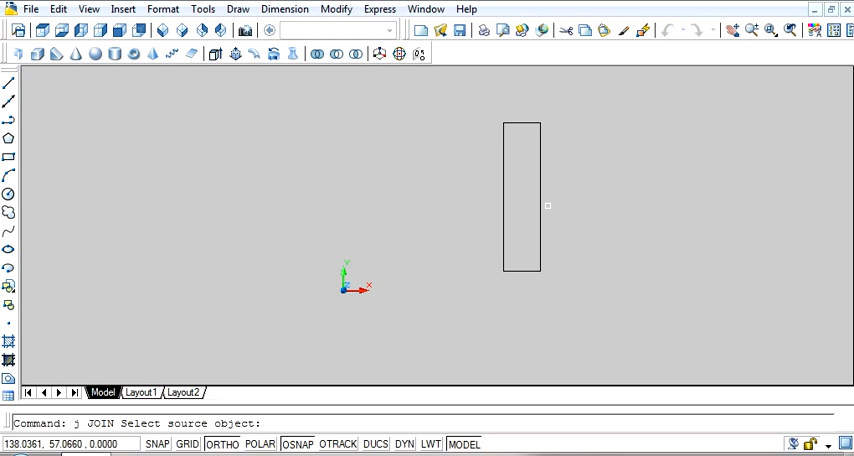 File Edit View Insert Format Tools Draw Dimension Modify Express Window Help
Y
Z X
Model Layout1 Layout2
Command: j JOIN Select source object:
138.0361, 57.0660, 0.0000 SNAP GRID ORTHO POLAR OSNAP OTRACK DUCS DYN LWT MODEL